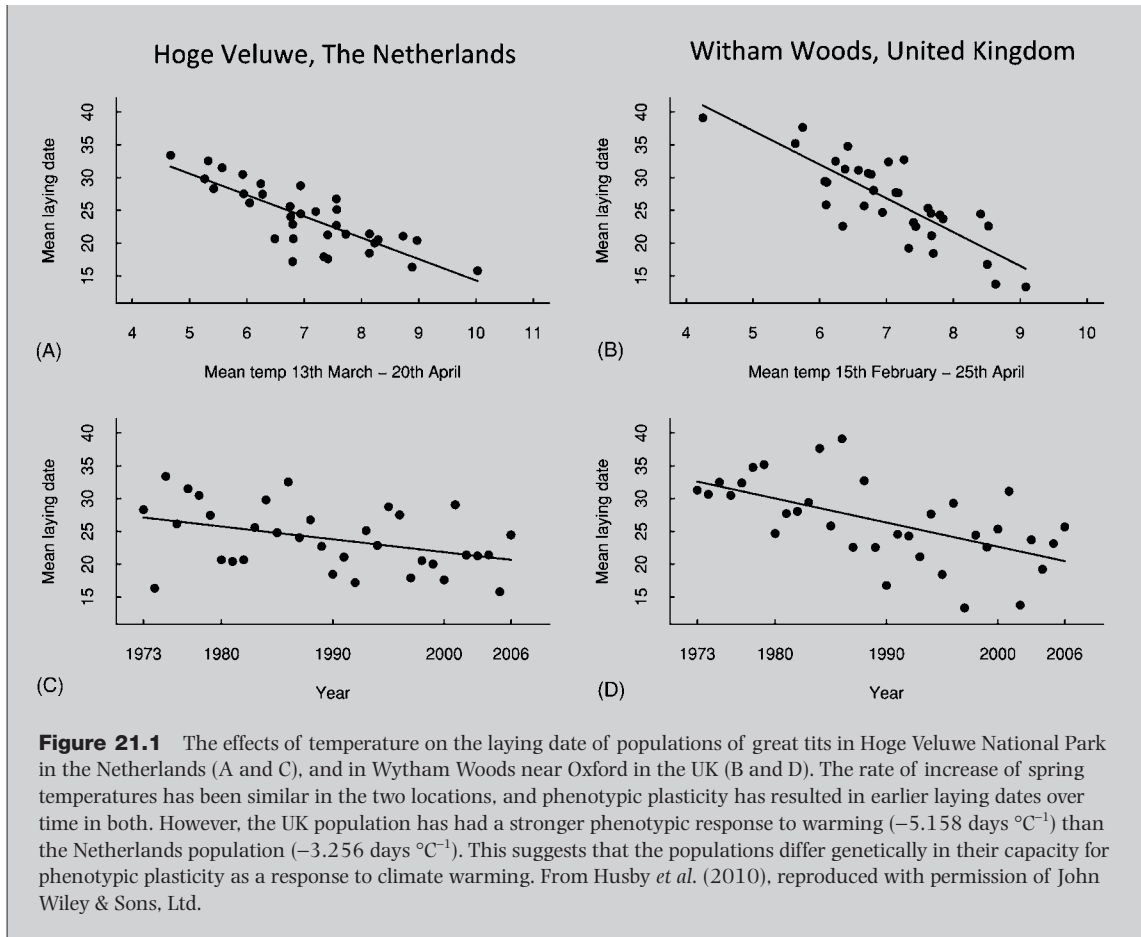 Hoge Veluwe, The Netherlands
Witham Woods, United Kingdom
Mean laying date
40
35
30
25
20
15
4 5 6 7 8 9 10 11
(A)
Mean temp 13th March – 20th April
Mean laying date
40
35
30
25
20
15
4 6 7 8 9 10
(B)
Mean temp 15th February – 25th April
Mean laying date
40
35
30
25
20
15
1973 1980 1990 2000 2006
(C)
Year
Mean laying date
40
35
30
25
20
15
1973 1980 1990 2000 2006
(D)
Year
Figure 21.1 The effects of temperature on the laying date of populations of great tits in Hoge Veluwe National Park
in the Netherlands (A and C), and in Wytham Woods near Oxford in the UK (B and D). The rate of increase of spring
temperatures has been similar in the two locations, and phenotypic plasticity has resulted in earlier laying dates over
time in both. However, the UK population has had a stronger phenotypic response to warming (−5.158 days °C⁻¹) than
the Netherlands population (−3.256 days °C⁻¹). This suggests that the populations differ genetically in their capacity for
phenotypic plasticity as a response to climate warming. From Husby et al. (2010), reproduced with permission of John
Wiley & Sons, Ltd.